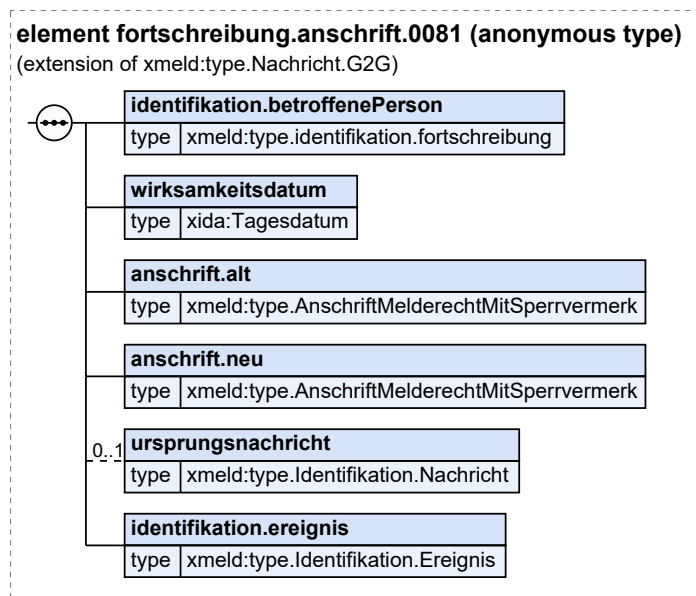 element fortschreibung.anschrift.0081 (anonymous type)
(extension of xmeld:type.Nachricht.G2G)
identifikation.betroffenePerson
type xmeld:type.identifikation.fortschreibung
wirksamkeitsdatum
type xida:Tagesdatum
anschrift.alt
type xmeld:type.AnschriftMelderechtMitSperrvermerk
anschrift.neu
type xmeld:type.AnschriftMelderechtMitSperrvermerk
0..1 ursprungsnachricht
type xmeld:type.Identifikation.Nachricht
identifikation.ereignis
type xmeld:type.Identifikation.Ereignis